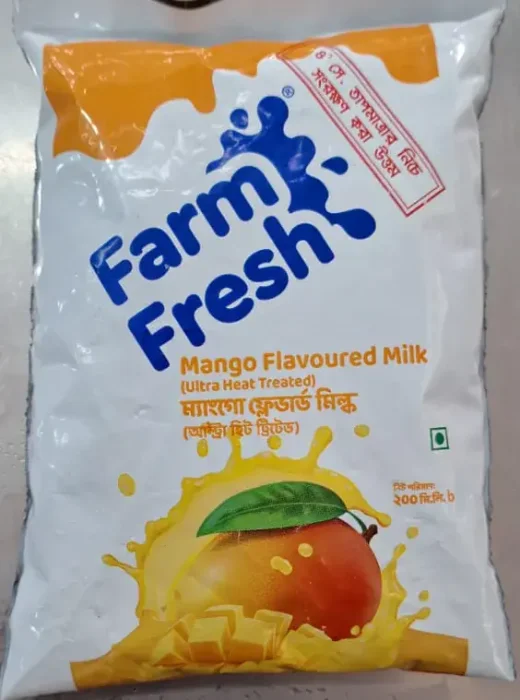 ৪° সে. তাপমাত্রার নিচে
সংরক্ষণ করা উত্তম
Farm
Fresh®
Mango Flavoured Milk
(Ultra Heat Treated)
ম্যাংগো ফ্লেভার্ড মিল্ক
(আল্ট্রা হিট ট্রিটেড)
নিট পরিমাণ:
২০০ মি.লি. b